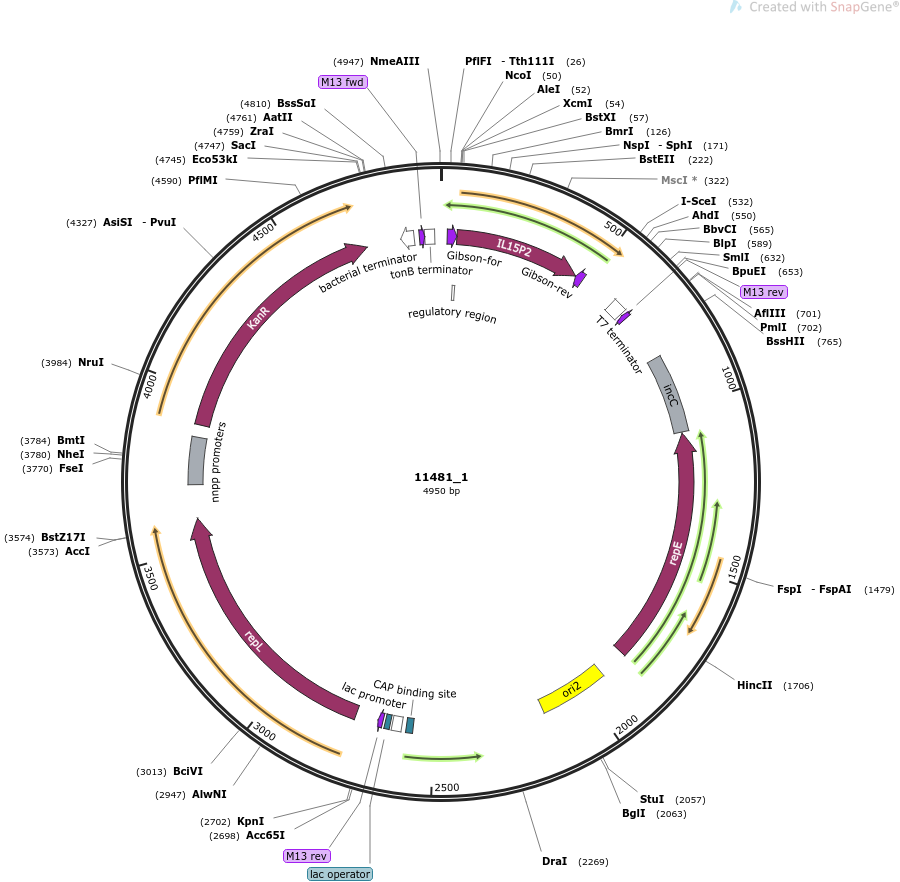 Created with SnapGene®
(4947) NmeAIII
M13 fwd
(4810) BssSαI
(4761) AatII
(4759) ZraI
(4747) SacI
(4745) Eco53kI
(4590) PflMI
(4327) AsiSI - PvuI
(3984) NruI
(3784) BmtI
(3780) NheI
(3770) FseI
(3574) BstZ17I
(3573) AccI
(3013) BciVI
(2947) AlwNI
(2702) KpnI
(2698) Acc65I
M13 rev
lac operator
PflFI - Tth111I (26)
NcoI (50)
AleI (52)
XcmI (54)
BstXI (57)
BmrI (126)
NspI - SphI (171)
BstEII (222)
MscI * (322)
I-SceI (532)
AhdI (550)
BbvCI (565)
BlpI (589)
SmlI (632)
BpuEI (653)
M13 rev
AflIII (701)
PmlI (702)
BssHII (765)
FspI - FspAI (1479)
HincII (1706)
StuI (2057)
BglI (2063)
DraI (2269)
500
1000
1500
2000
2500
3000
3500
4000
4500
bacterial terminator
tonB terminator
Gibson-for
IL15P2
Gibson-rev
regulatory region
T7 terminator
incC
repE
ori2
CAP binding site
lac promoter
repL
nnpp promoters
KanR
11481_1
4950 bp